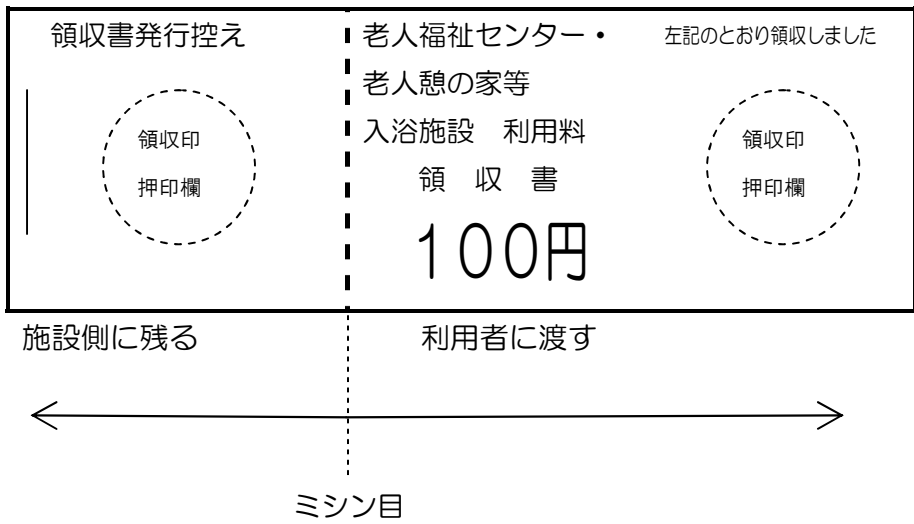 領収書発行控え
領収印
押印欄
老人福祉センター・
老人憩の家等
入浴施設　利用料
領　収　書
１００円
左記のとおり領収しました
領収印
押印欄
施設側に残る
利用者に渡す
ミシン目